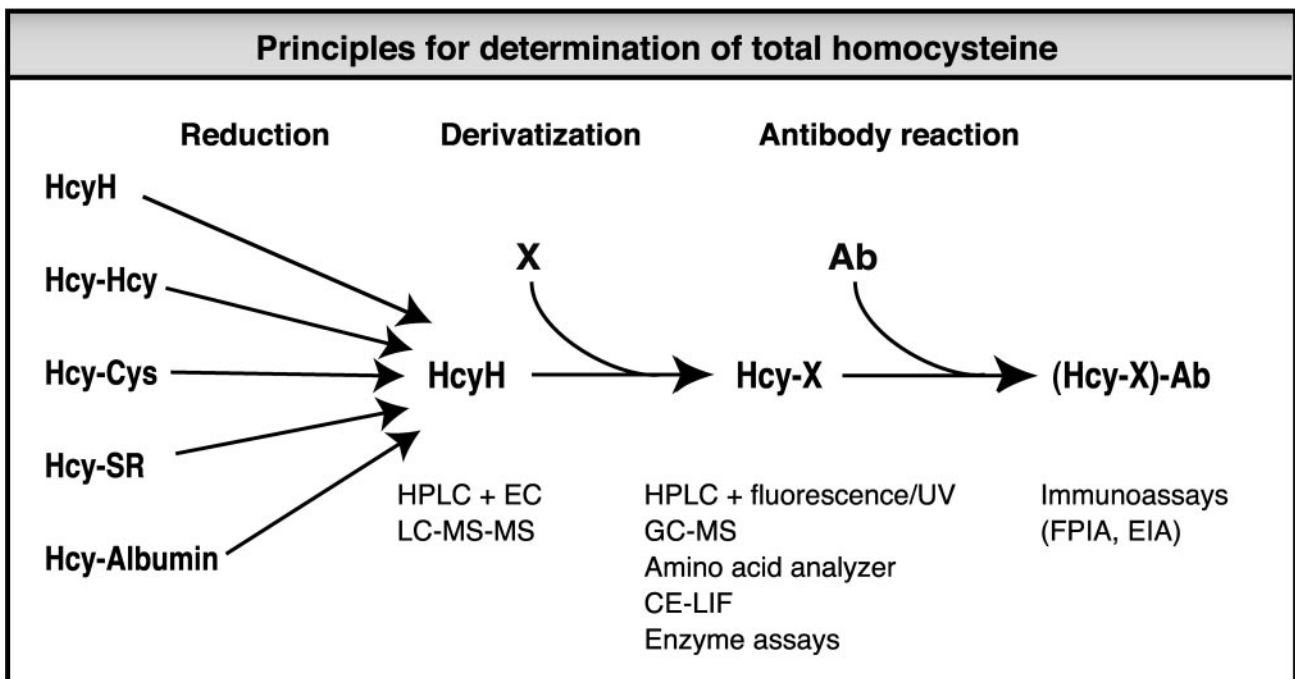 Principles for determination of total homocysteine
Reduction
Derivatization
Antibody reaction
HcyH
Hcy-Hcy
Hcy-Cys
Hcy-SR
Hcy-Albumin
X
Ab
HcyH
Hcy-X
(Hcy-X)-Ab
HPLC + EC
LC-MS-MS
HPLC + fluorescence/UV
GC-MS
Amino acid analyzer
CE-LIF
Enzyme assays
Immunoassays
(FPIA, EIA)